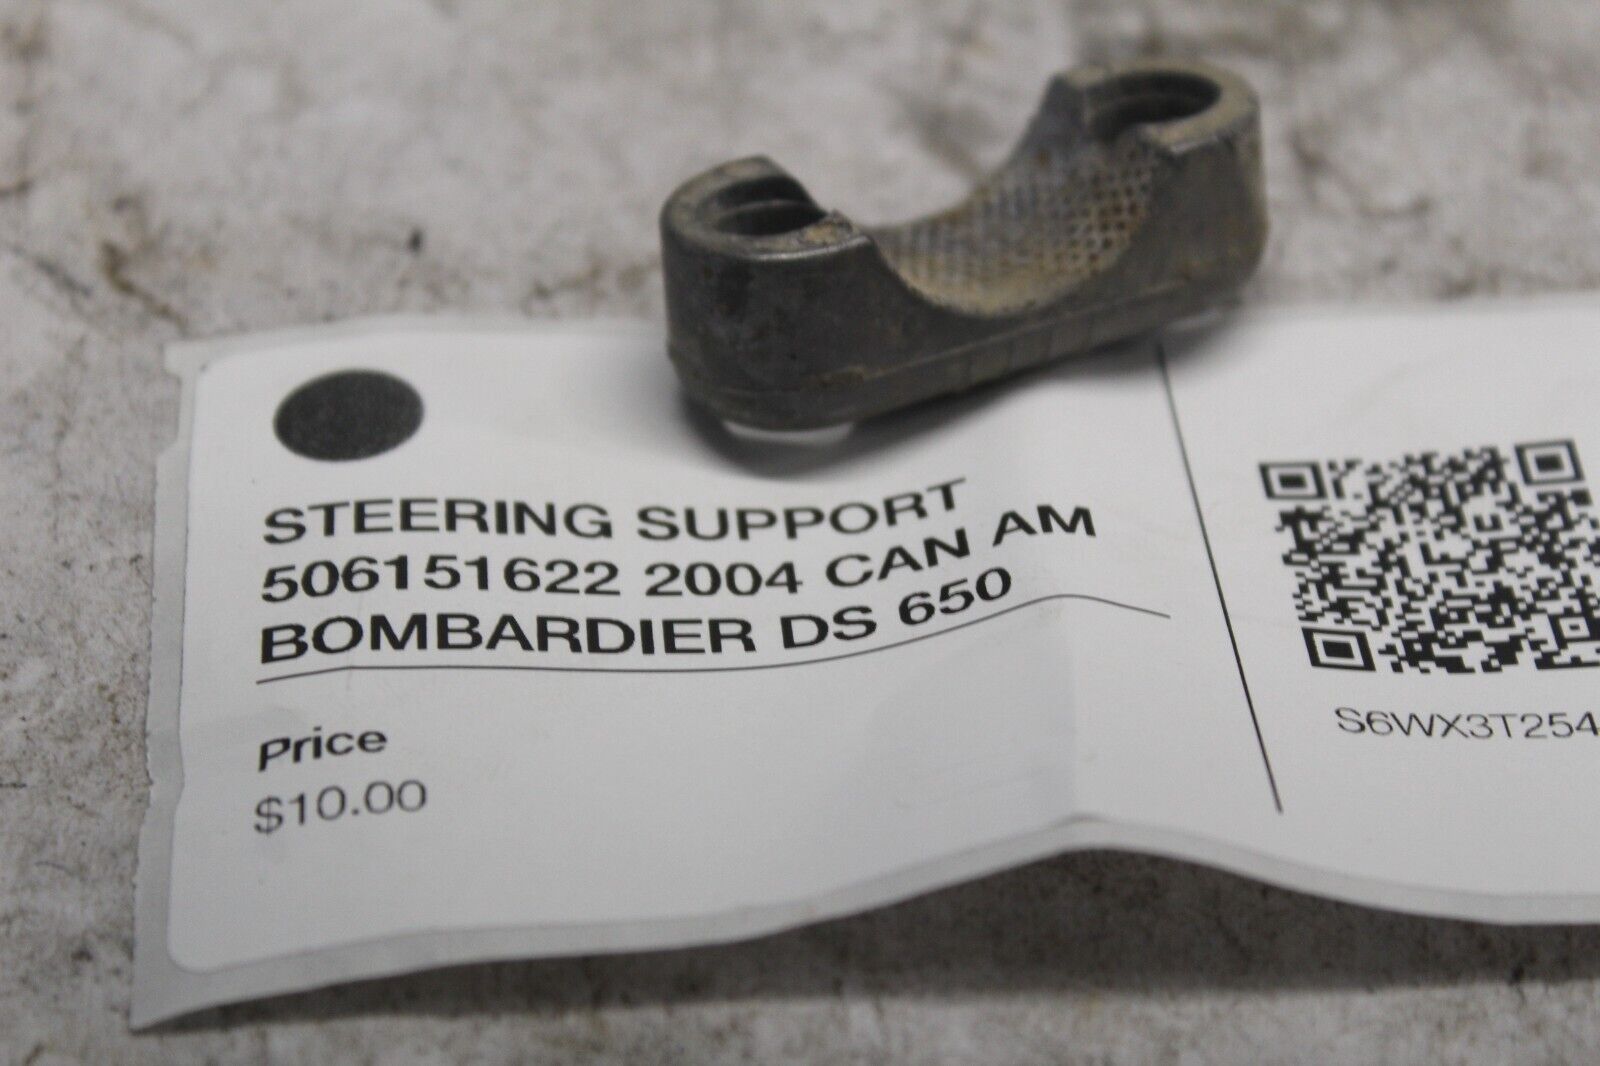 STEERING SUPPORT
506151622 2004 CAN AM
BOMBARDIER DS 650
Price
$10.00
S6WX3T254